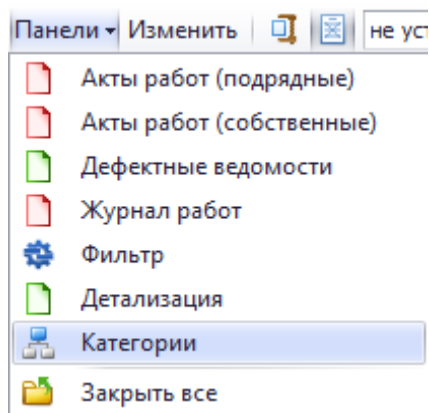 Панели Изменить не уст
Акты работ (подрядные)
Акты работ (собственные)
Дефектные ведомости
Журнал работ
Фильтр
Детализация
Категории
Закрыть все